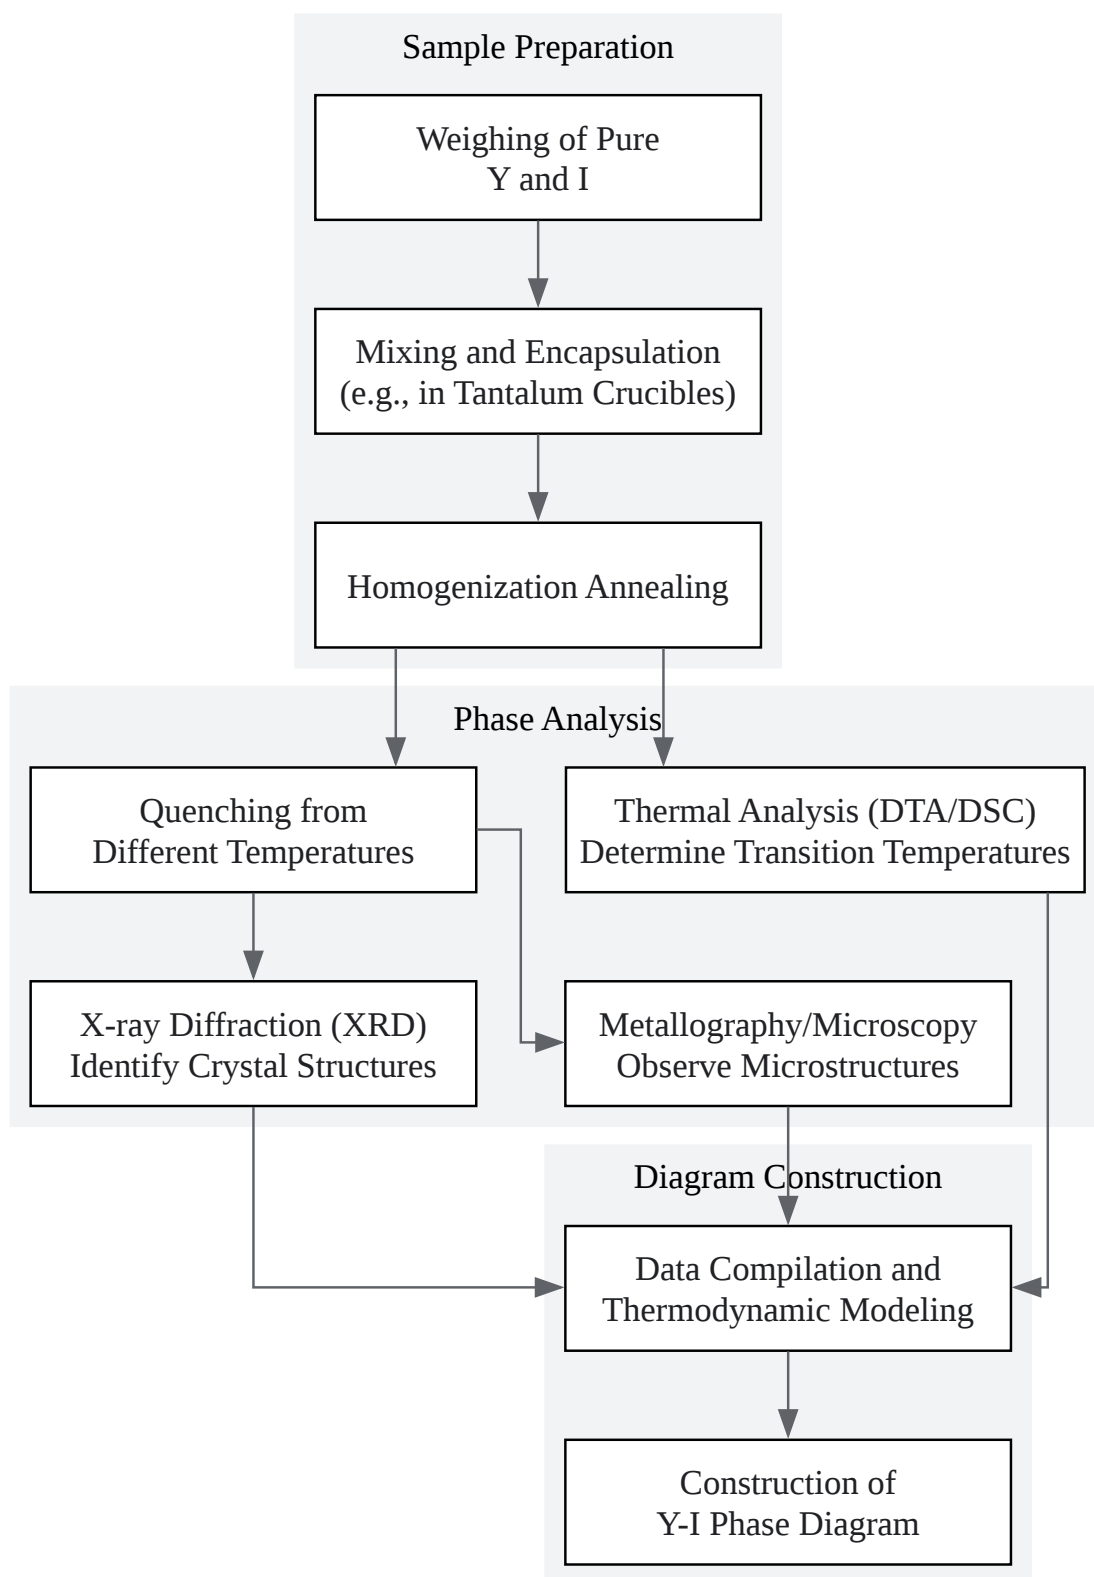 Sample Preparation
Weighing of Pure
Y and I
Mixing and Encapsulation
(e.g., in Tantalum Crucibles)
Homogenization Annealing
Phase Analysis
Quenching from
Different Temperatures
Thermal Analysis (DTA/DSC)
Determine Transition Temperatures
X-ray Diffraction (XRD)
Identify Crystal Structures
Metallography/Microscopy
Observe Microstructures
Diagram Construction
Data Compilation and
Thermodynamic Modeling
Construction of
Y-I Phase Diagram